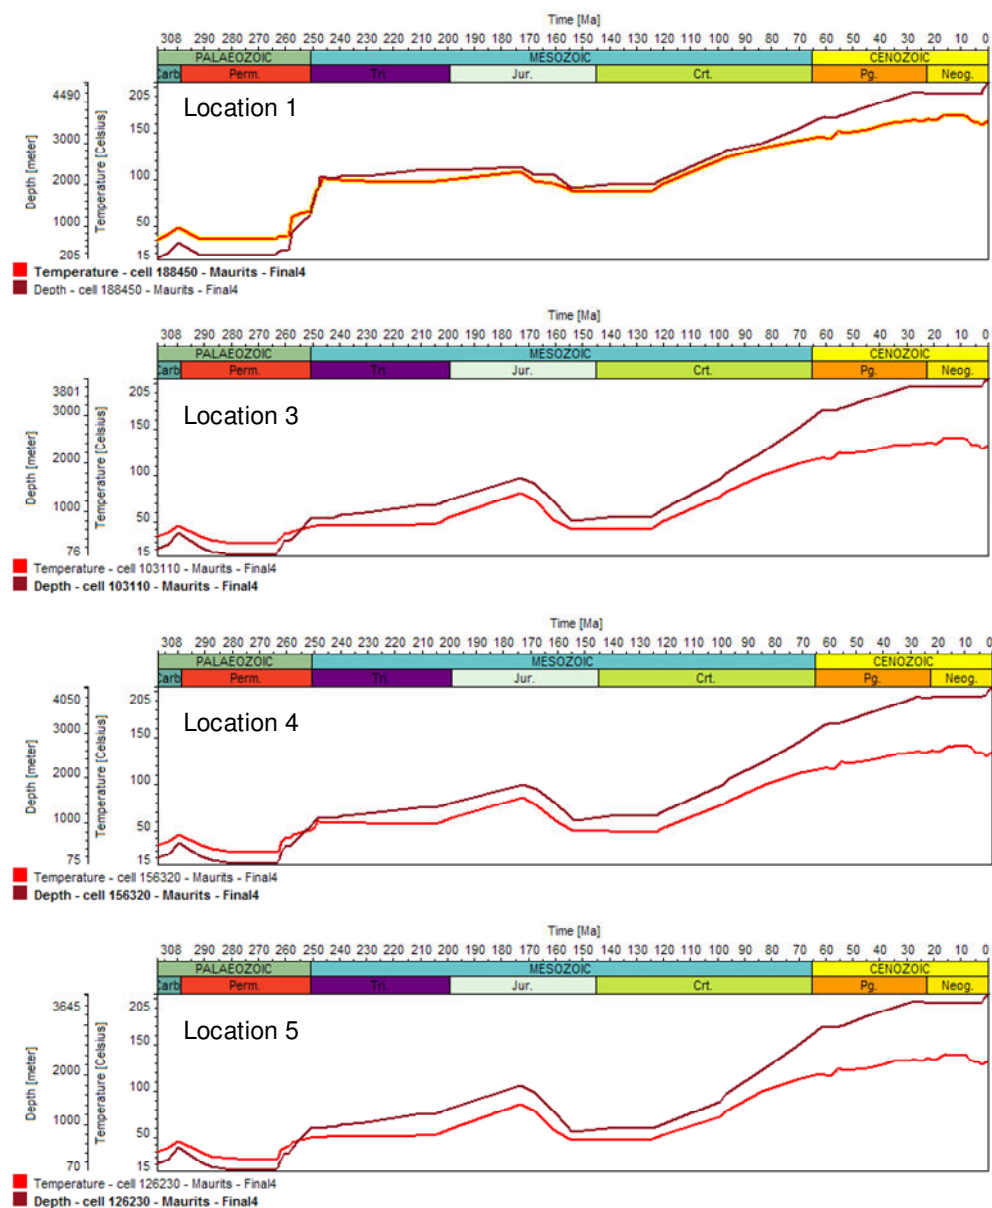 Time [Ma]
308 290 280 270 260 250 240 230 220 210 200 190 180 170 160 150 140 130 120 110 100 90 80 70 60 50 40 30 20 10 0
PALAEOZOIC MESOZOIC CENOZOIC
Carb Perm. Tri. Jur. Crt. Pg. Neog.
Location 1
Depth [meter]
4490
3000
2000
1000
205
Temperature [Celsius]
205
150
100
50
15
Temperature - cell 188450 - Maurits - Final4
Depth - cell 188450 - Maurits - Final4
Time [Ma]
308 290 280 270 260 250 240 230 220 210 200 190 180 170 160 150 140 130 120 110 100 90 80 70 60 50 40 30 20 10 0
PALAEOZOIC MESOZOIC CENOZOIC
Carb Perm. Tri. Jur. Crt. Pg. Neog.
Location 3
Depth [meter]
3801
3000
2000
1000
76
Temperature [Celsius]
205
150
100
50
15
Temperature - cell 103110 - Maurits - Final4
Depth - cell 103110 - Maurits - Final4
Time [Ma]
308 290 280 270 260 250 240 230 220 210 200 190 180 170 160 150 140 130 120 110 100 90 80 70 60 50 40 30 20 10 0
PALAEOZOIC MESOZOIC CENOZOIC
Carb Perm. Tri. Jur. Crt. Pg. Neog.
Location 4
Depth [meter]
4050
3000
2000
1000
75
Temperature [Celsius]
205
150
100
50
15
Temperature - cell 156320 - Maurits - Final4
Depth - cell 156320 - Maurits - Final4
Time [Ma]
308 290 280 270 260 250 240 230 220 210 200 190 180 170 160 150 140 130 120 110 100 90 80 70 60 50 40 30 20 10 0
PALAEOZOIC MESOZOIC CENOZOIC
Carb Perm. Tri. Jur. Crt. Pg. Neog.
Location 5
Depth [meter]
3645
2000
1000
70
Temperature [Celsius]
205
150
100
50
15
Temperature - cell 126230 - Maurits - Final4
Depth - cell 126230 - Maurits - Final4